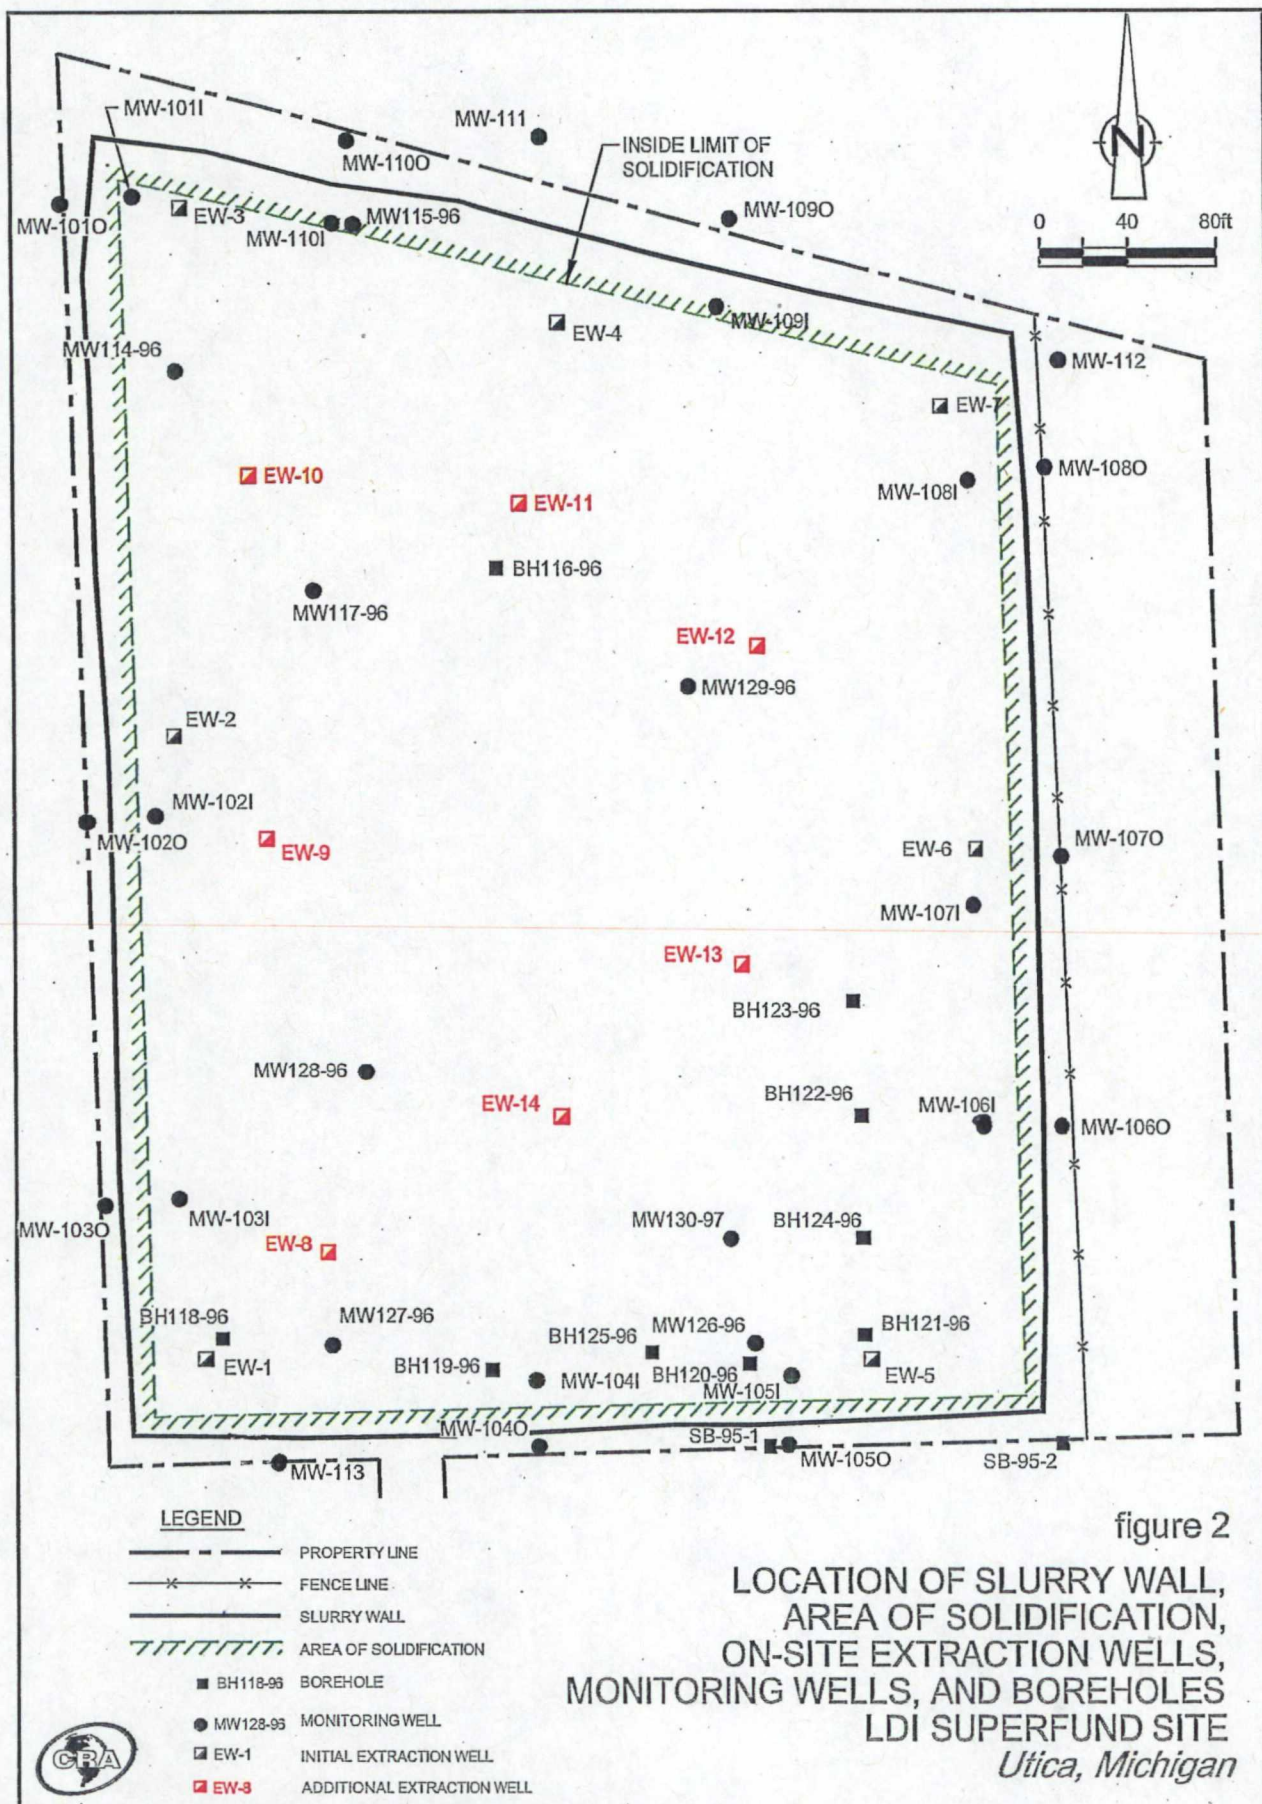 MW-101I
MW-111
MW-110O
INSIDE LIMIT OF
SOLIDIFICATION
N
MW-101O
EW-3
MW-110I
MW115-96
MW-109O
0 40 80ft
EW-4
MW-109I
MW114-96
MW-112
EW-7
EW-10
EW-11
MW-108I
MW-108O
BH116-96
MW117-96
EW-12
MW129-96
EW-2
MW-102I
MW-102O
EW-9
EW-6
MW-107O
MW-107I
EW-13
BH123-96
MW128-96
EW-14
BH122-96
MW-106I
MW-106O
MW-103O
MW-103I
EW-8
MW130-97
BH124-96
BH118-96
MW127-96
EW-1
BH119-96
BH125-96
MW126-96
BH121-96
MW-104I
BH120-96
MW-105I
EW-5
MW-104O
SB-95-1
MW-105O
SB-95-2
MW-113
LEGEND
PROPERTY LINE
FENCE LINE
SLURRY WALL
AREA OF SOLIDIFICATION
BH118-96 BOREHOLE
MW128-96 MONITORING WELL
EW-1 INITIAL EXTRACTION WELL
EW-8 ADDITIONAL EXTRACTION WELL
CRA
figure 2
LOCATION OF SLURRY WALL,
AREA OF SOLIDIFICATION,
ON-SITE EXTRACTION WELLS,
MONITORING WELLS, AND BOREHOLES
LDI SUPERFUND SITE
Utica, Michigan